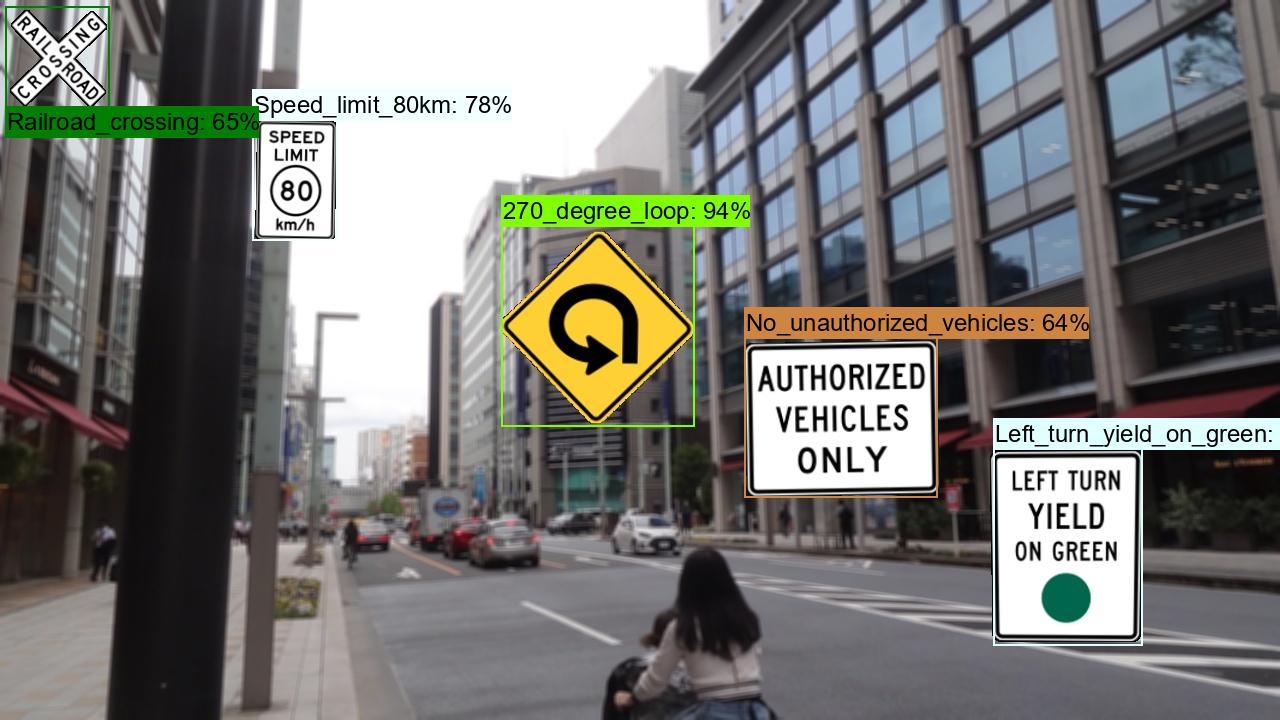 RAILROAD
CROSSING
Railroad_crossing: 65%
Speed_limit_80km: 78%
SPEED
LIMIT
80
km/h
270_degree_loop: 94%
No_unauthorized_vehicles: 64%
AUTHORIZED
VEHICLES
ONLY
Left_turn_yield_on_green:
LEFT TURN
YIELD
ON GREEN